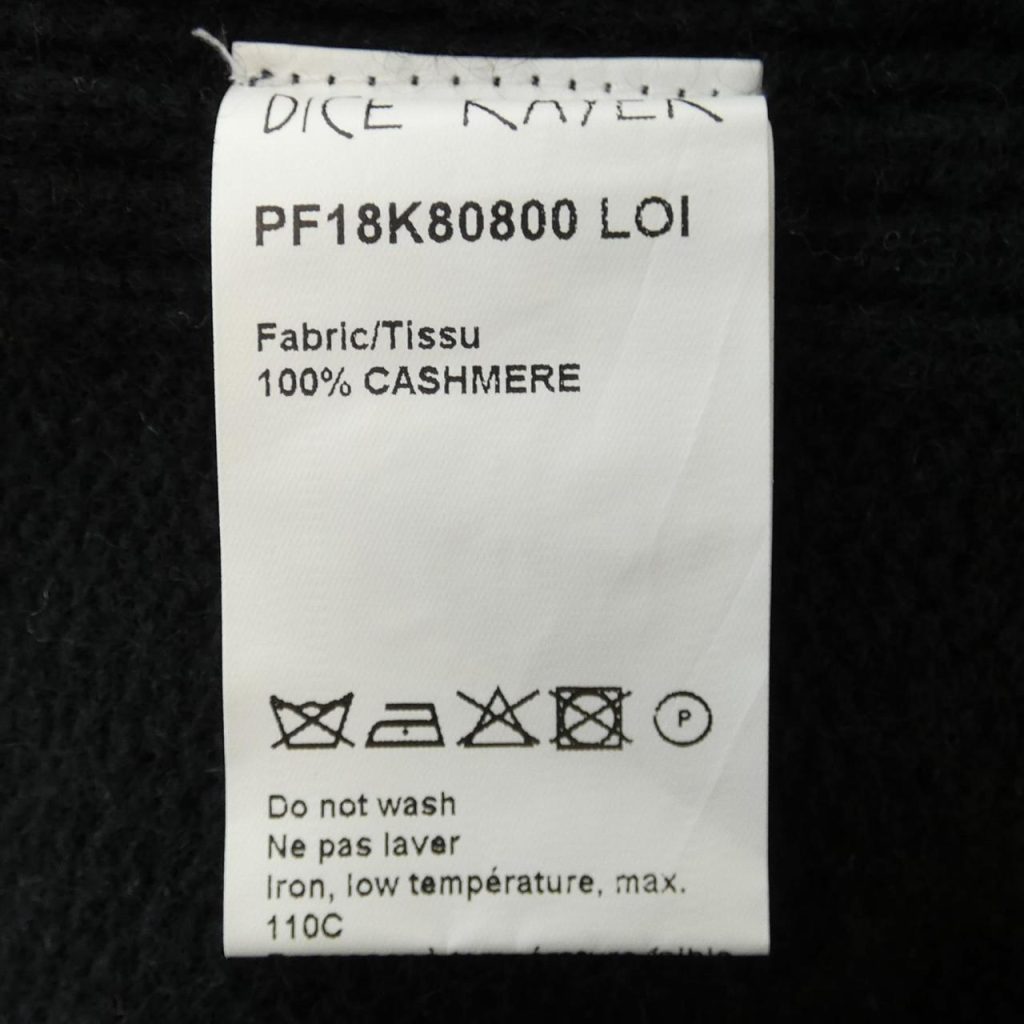 DICE KAYEK
PF18K80800 LOI
Fabric/Tissu
100% CASHMERE
P
Do not wash
Ne pas laver
Iron, low température, max.
110C